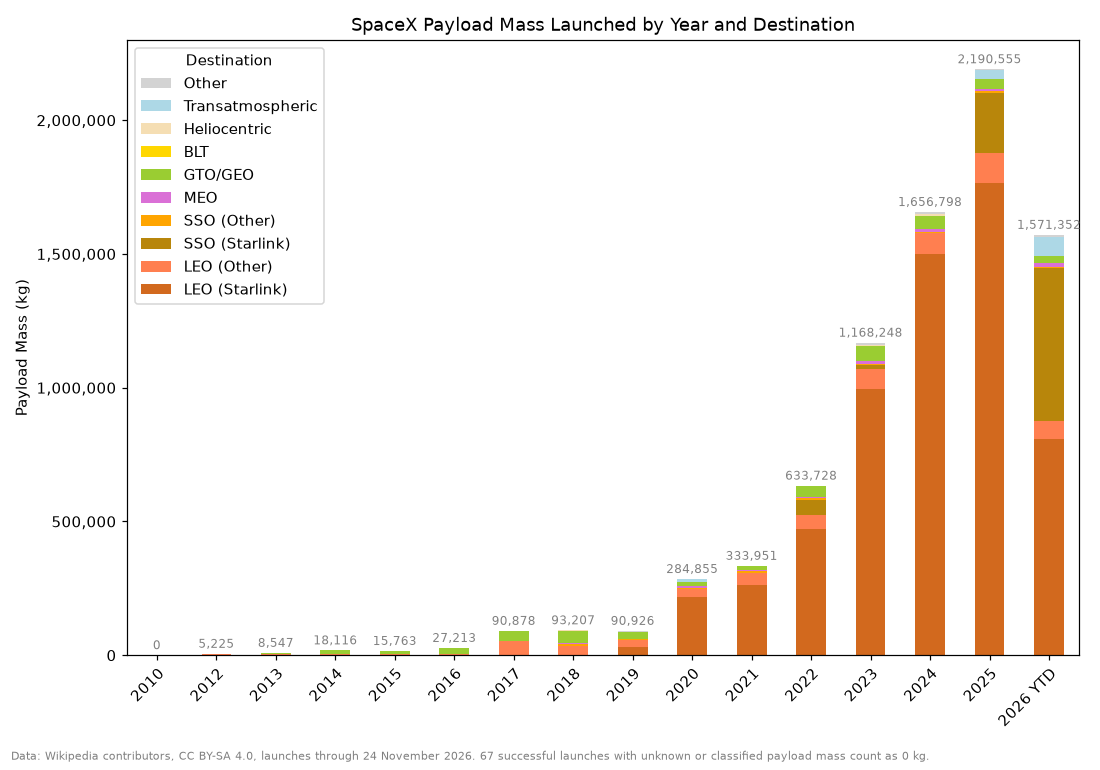 SpaceX Payload Mass Launched by Year and Destination
Destination
Other
Transatmospheric
Heliocentric
BLT
GTO/GEO
MEO
SSO (Other)
SSO (Starlink)
LEO (Other)
LEO (Starlink)
Payload Mass (kg)
2,000,000
1,500,000
1,000,000
500,000
0
0
5,225
8,547
18,116
15,763
27,213
90,878
93,207
90,926
284,855
333,951
633,728
1,168,248
1,656,798
2,190,555
1,571,352
2010
2012
2013
2014
2015
2016
2017
2018
2019
2020
2021
2022
2023
2024
2025
2026 YTD
Data: Wikipedia contributors, CC BY-SA 4.0, launches through 24 November 2026. 67 successful launches with unknown or classified payload mass count as 0 kg.